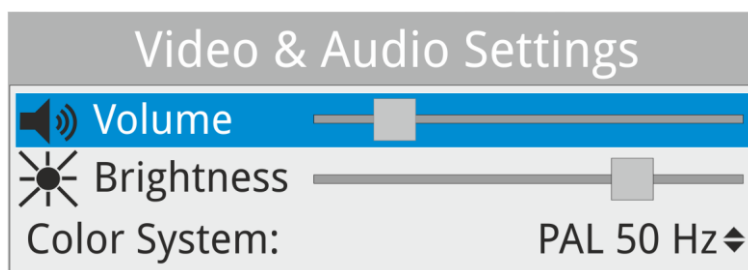 Video & Audio Settings
Volume
Brightness
Color System: PAL 50 Hz